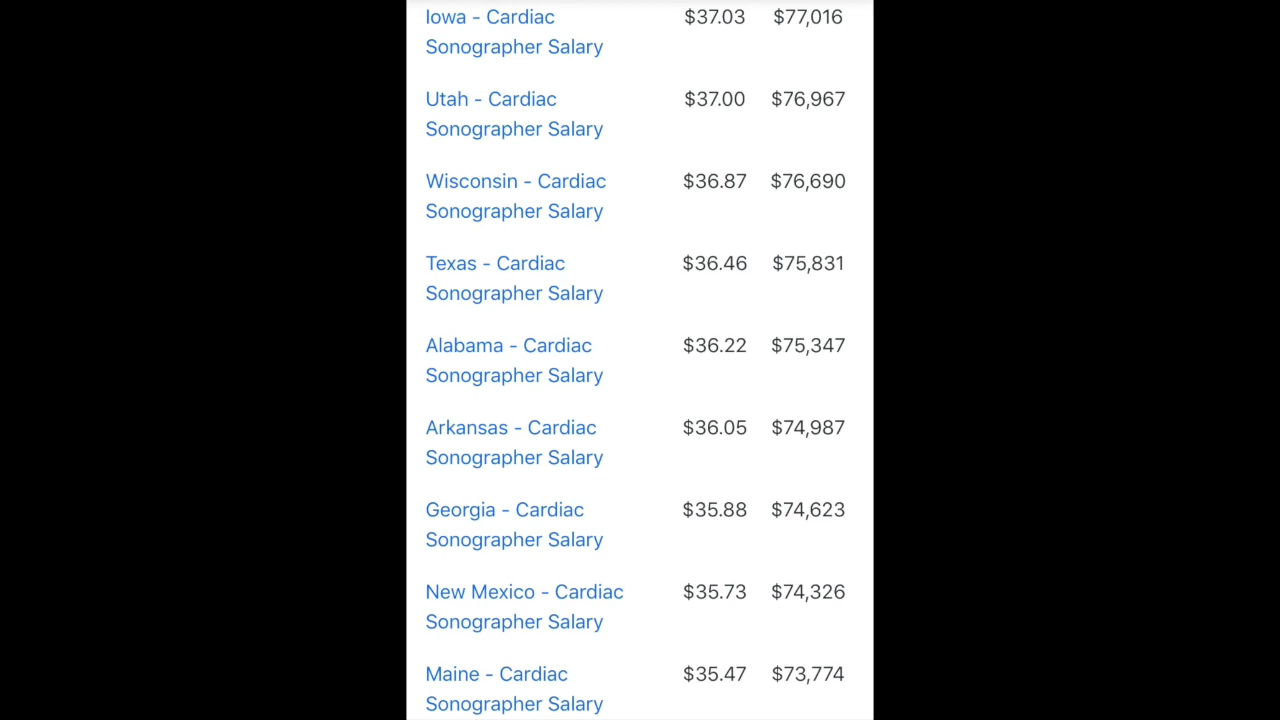 Iowa - Cardiac $37.03 $77,016
Sonographer Salary
Utah - Cardiac $37.00 $76,967
Sonographer Salary
Wisconsin - Cardiac $36.87 $76,690
Sonographer Salary
Texas - Cardiac $36.46 $75,831
Sonographer Salary
Alabama - Cardiac $36.22 $75,347
Sonographer Salary
Arkansas - Cardiac $36.05 $74,987
Sonographer Salary
Georgia - Cardiac $35.88 $74,623
Sonographer Salary
New Mexico - Cardiac $35.73 $74,326
Sonographer Salary
Maine - Cardiac $35.47 $73,774
Sonographer Salary